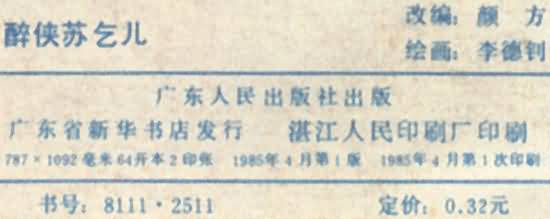 醉侠苏乞儿
改编：颜 方
绘画：李德钊
广东人民出版社出版
广东省新华书店发行 湛江人民印刷厂印刷
787×1092毫米64开本2印张 1985年4月第1版 1985年4月第1次印刷
书号：8111·2511 定价：0.32元